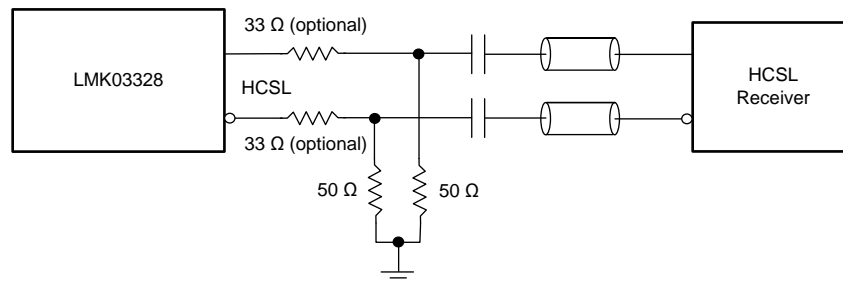 33 Ω (optional)
LMK03328
HCSL
HCSL
Receiver
33 Ω (optional)
50 Ω
50 Ω